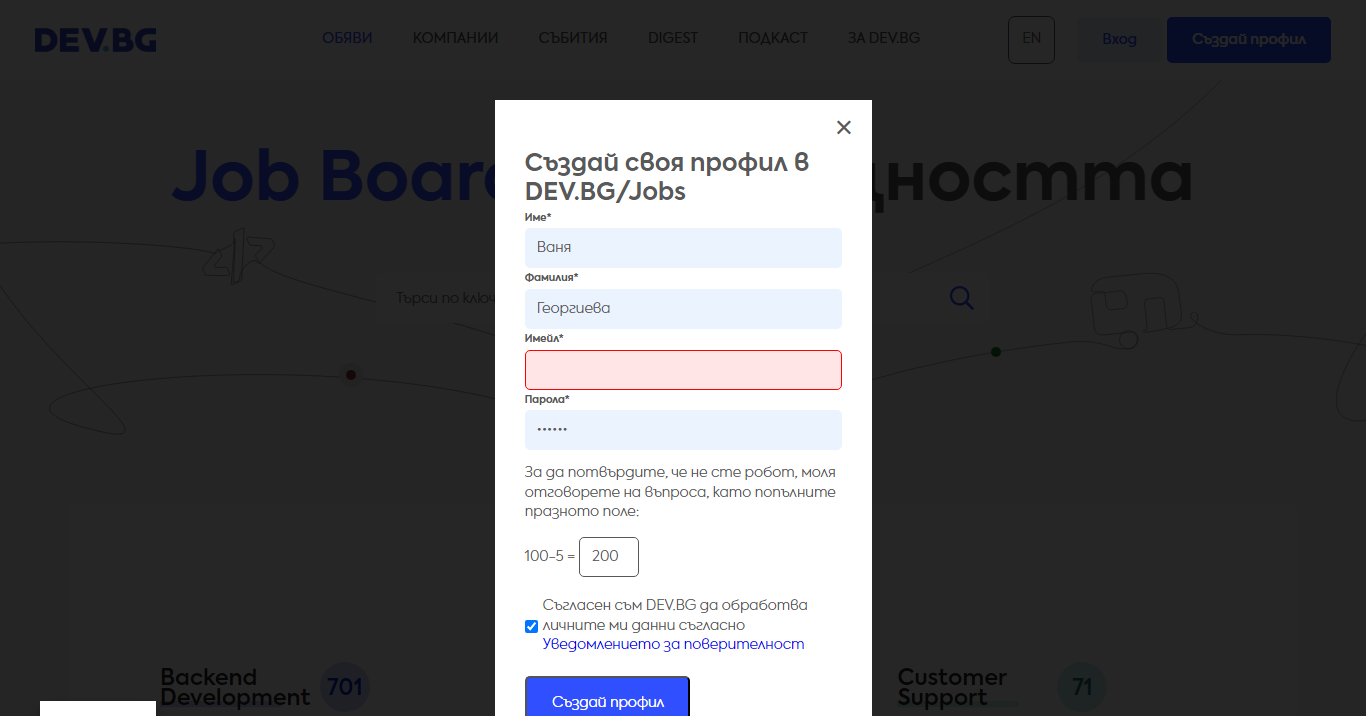 DEV.BG
ОБЯВИ
КОМПАНИИ
СЪБИТИЯ
DIGEST
ПОДКАСТ
ЗА DEV.BG
EN
Вход
Създай профил
Създай своя профил в
DEV.BG/Jobs
Job Boar
дността
Име*
Ваня
Фамилия*
Георгиева
Търси по ключ
Имейл*
Парола*
••••••
За да потвърдите, че не сте робот, моля
отговорете на въпроса, като попълните
празното поле:
100-5 = 200
Съгласен съм DEV.BG да обработва
личните ми данни съгласно
Уведомлението за поверителност
Backend
Development
701
Customer
Support
71
Създай профил